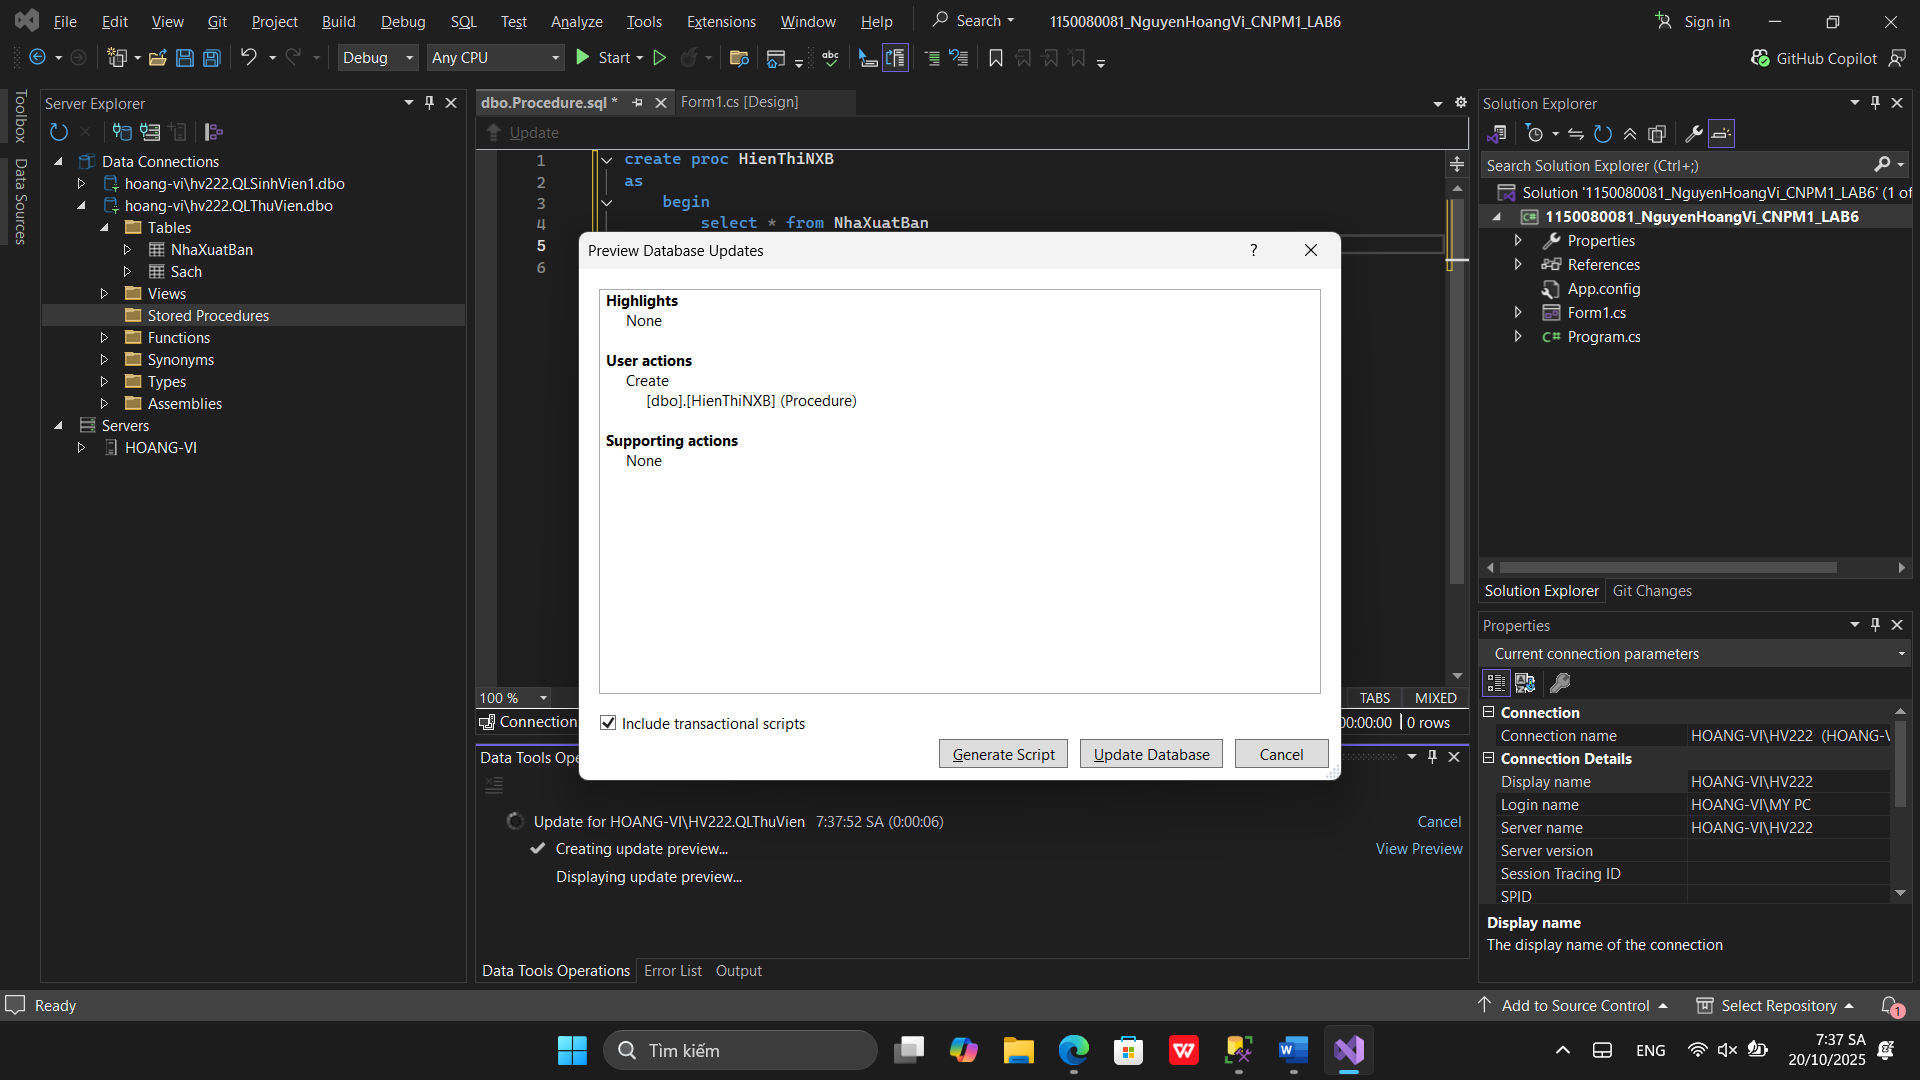 File Edit View Git Project Build Debug SQL Test Analyze Tools Extensions Window Help Search 1150080081_NguyenHoangVi_CNPM1_LAB6 Sign in
Debug Any CPU Start GitHub Copilot
Toolbox
Data Sources
Server Explorer
Data Connections
hoang-vi\hv222.QLSinhVien1.dbo
hoang-vi\hv222.QLThuVien.dbo
Tables
NhaXuatBan
Sach
Views
Stored Procedures
Functions
Synonyms
Types
Assemblies
Servers
HOANG-VI
dbo.Procedure.sql * Form1.cs [Design]
Update
1 create proc HienThiNXB
2 as
3 begin
4 select * from NhaXuatBan
5
6
Preview Database Updates ?
Highlights
None
User actions
Create
[dbo].[HienThiNXB] (Procedure)
Supporting actions
None
Include transactional scripts
Generate Script Update Database Cancel
100 % TABS MIXED
Connection 00:00:00 0 rows
Data Tools Ope
Update for HOANG-VI\HV222.QLThuVien 7:37:52 SA (0:00:06) Cancel
Creating update preview... View Preview
Displaying update preview...
Data Tools Operations Error List Output
Solution Explorer
Search Solution Explorer (Ctrl+;)
Solution '1150080081_NguyenHoangVi_CNPM1_LAB6' (1 of
1150080081_NguyenHoangVi_CNPM1_LAB6
Properties
References
App.config
Form1.cs
C# Program.cs
Solution Explorer Git Changes
Properties
Current connection parameters
Connection
Connection name HOANG-VI\HV222 (HOANG-V
Connection Details
Display name HOANG-VI\HV222
Login name HOANG-VI\MY PC
Server name HOANG-VI\HV222
Server version
Session Tracing ID
SPID
Display name
The display name of the connection
Ready Add to Source Control Select Repository 1
Tìm kiếm ENG 7:37 SA
20/10/2025